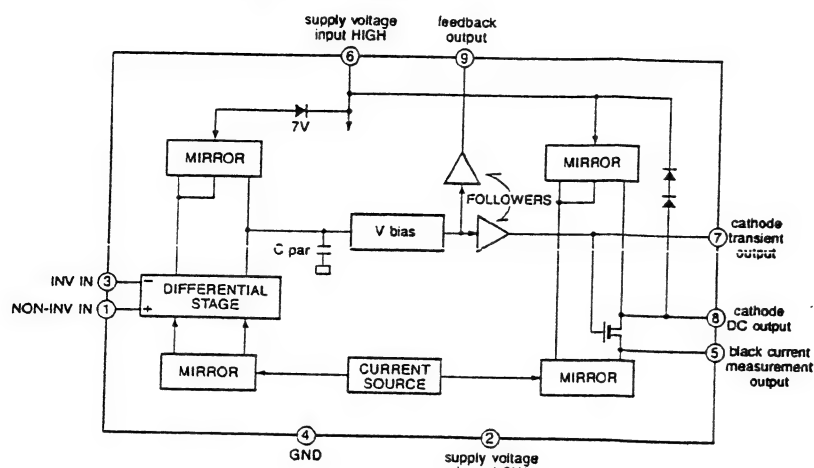 supply voltage
input HIGH
feedback
output
6
9
7V
MIRROR
MIRROR
FOLLOWERS
V bias
C par
cathode
transient
output
7
INV IN
3
−
DIFFERENTIAL
STAGE
NON-INV IN
1
+
8
cathode
DC output
5
black current
measurement
output
MIRROR
CURRENT
SOURCE
MIRROR
4
GND
2
supply voltage